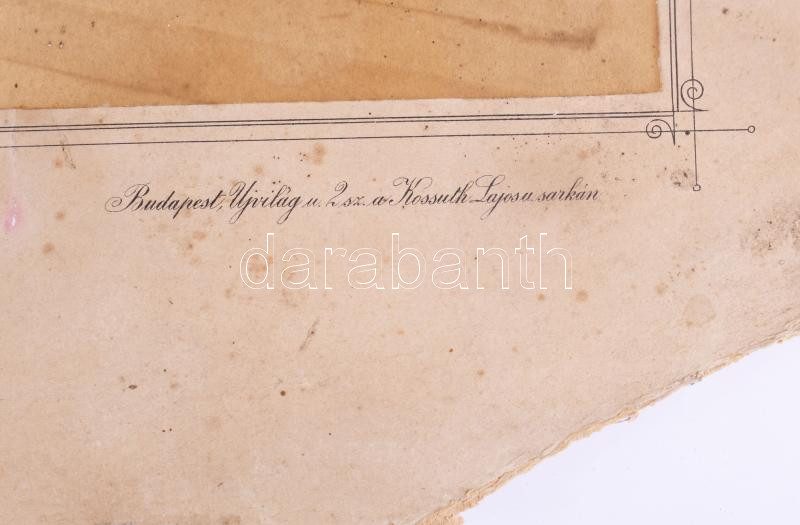 Budapest, Ujvilág u. 2 sz. a Kossuth Lajos u. sarkán
darabanth